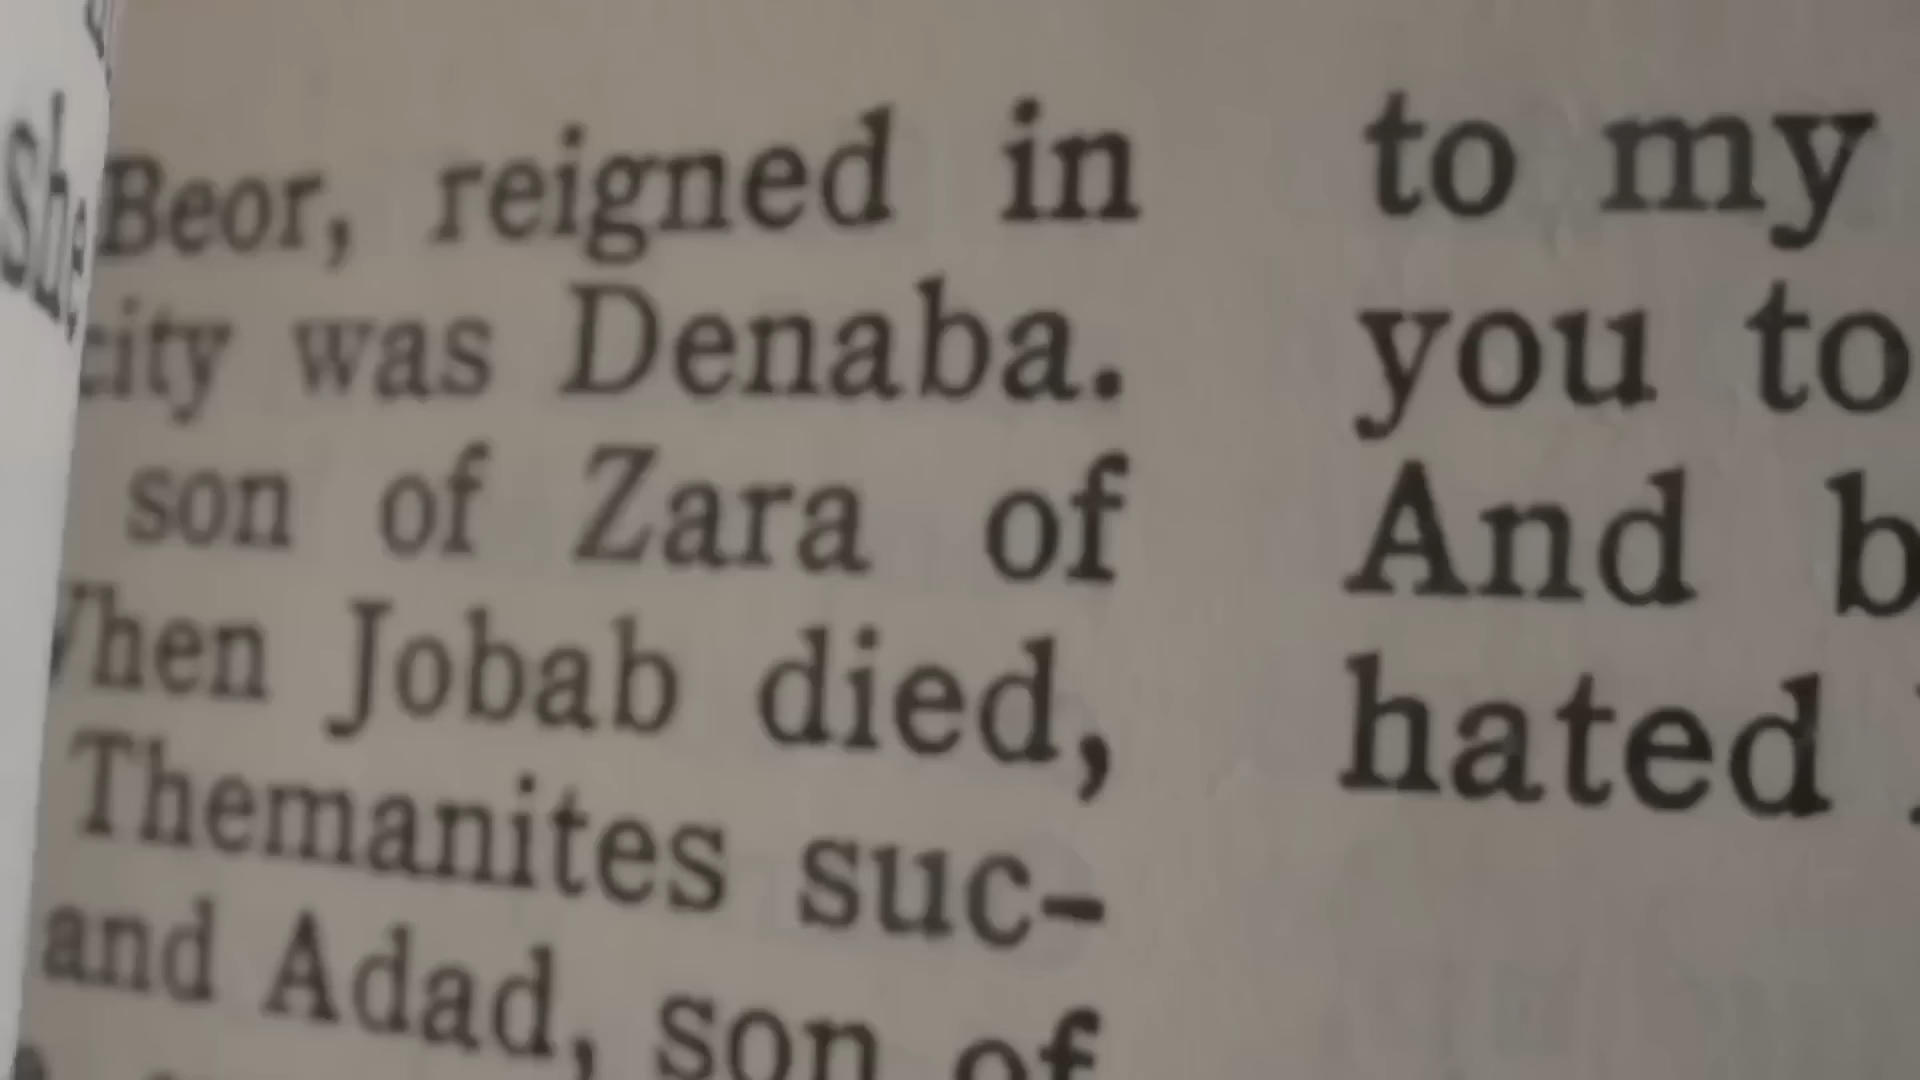 Beor, reigned in
city was Denaba.
son of Zara of
When Jobab died,
Themanites suc-
and Adad, son of
to my
you to
And
hated